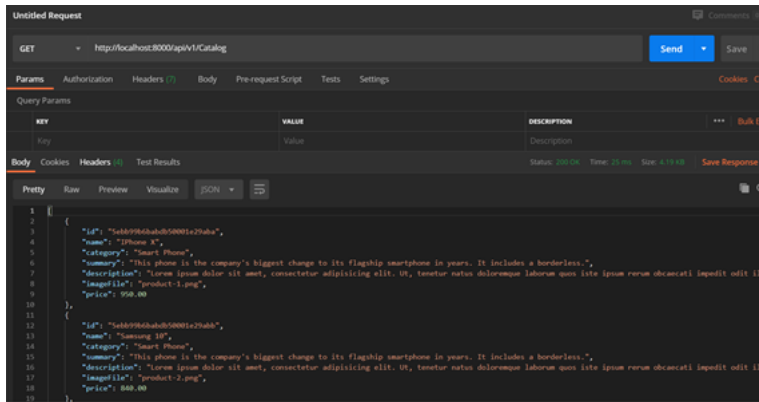 Untitled Request
Comments
GET http://localhost:8000/api/v1/Catalog Send Save
Params Authorization Headers (7) Body Pre-request Script Tests Settings Cookies
Query Params
KEY VALUE DESCRIPTION ••• Bulk
Key Value Description
Body Cookies Headers (4) Test Results Status: 200 OK Time: 25 ms Size: 4.19 KB Save Response
Pretty Raw Preview Visualize JSON
1 [
2 {
3 "id": "5ebb99b6babdb50001e29aba",
4 "name": "IPhone X",
5 "category": "Smart Phone",
6 "summary": "This phone is the company's biggest change to its flagship smartphone in years. It includes a borderless.",
7 "description": "Lorem ipsum dolor sit amet, consectetur adipisicing elit. Ut, tenetur natus doloremque laborum quos iste ipsum rerum obcaecati impedit odit
8 "imageFile": "product-1.png",
9 "price": 950.00
10 },
11 {
12 "id": "5ebb99b6babdb50001e29abb",
13 "name": "Samsung 10",
14 "category": "Smart Phone",
15 "summary": "This phone is the company's biggest change to its flagship smartphone in years. It includes a borderless.",
16 "description": "Lorem ipsum dolor sit amet, consectetur adipisicing elit. Ut, tenetur natus doloremque laborum quos iste ipsum rerum obcaecati impedit odit
17 "imageFile": "product-2.png",
18 "price": 840.00
19 },